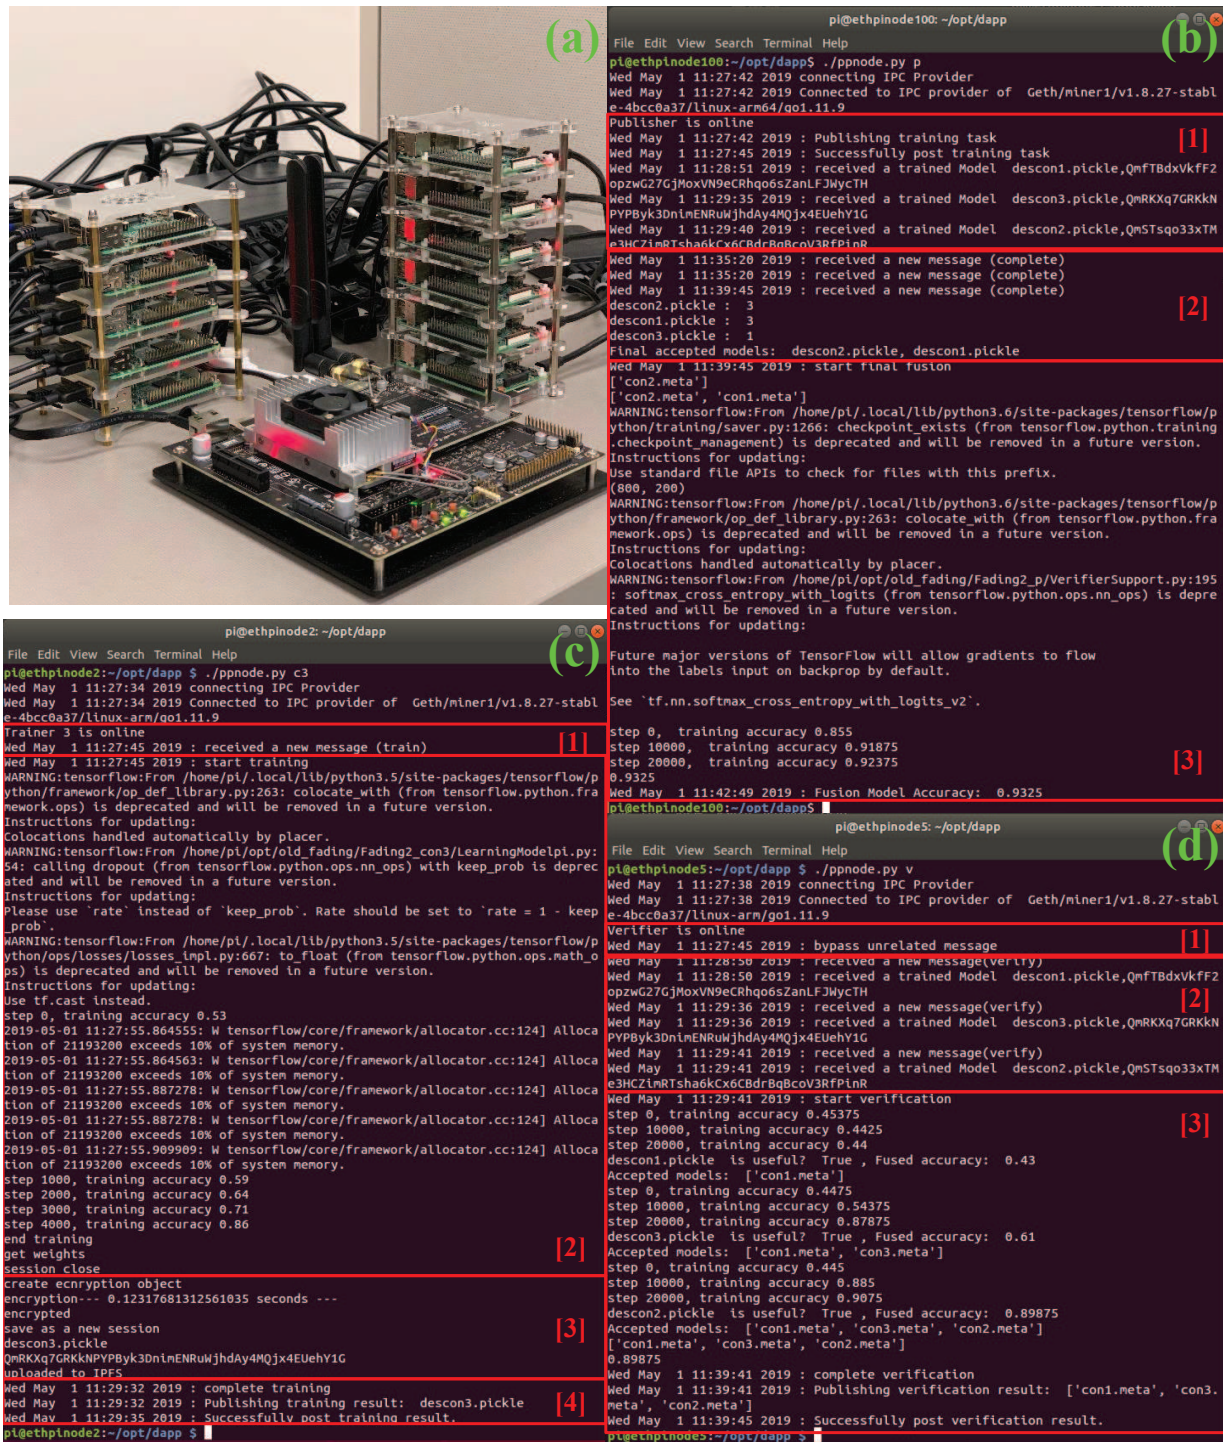 (a)
pi@ethpinode100: ~/opt/dapp
(b)
File Edit View Search Terminal Help
pi@ethpinode100:~/opt/dapp$ ./ppnode.py p
Wed May 1 11:27:42 2019 connecting IPC Provider
Wed May 1 11:27:42 2019 Connected to IPC provider of Geth/miner1/v1.8.27-stabl
e-4bcc0a37/linux-arm64/go1.11.9
Publisher is online
[1]
Wed May 1 11:27:42 2019 : Publishing training task
Wed May 1 11:27:45 2019 : Successfully post training task
Wed May 1 11:28:51 2019 : received a trained Model descon1.pickle,QmfTBdxVkfF2
opzwG27GjMoxVN9eCRhqo6sZanLFJWycTH
Wed May 1 11:29:35 2019 : received a trained Model descon3.pickle,QmRKXq7GRKkN
PYPByk3DnimENRuWjhdAy4MQjx4EUehY1G
Wed May 1 11:29:40 2019 : received a trained Model descon2.pickle,QmSTsqo33xTM
e3HCZimRTsha6kCx6CBdrBqBcoV3RfPinR
Wed May 1 11:35:20 2019 : received a new message (complete)
Wed May 1 11:35:20 2019 : received a new message (complete)
Wed May 1 11:39:45 2019 : received a new message (complete)
descon2.pickle : 3
[2]
descon1.pickle : 3
descon3.pickle : 1
Final accepted models: descon2.pickle, descon1.pickle
Wed May 1 11:39:45 2019 : start final fusion
['con2.meta']
['con2.meta', 'con1.meta']
WARNING:tensorflow:From /home/pi/.local/lib/python3.6/site-packages/tensorflow/p
ython/training/saver.py:1266: checkpoint_exists (from tensorflow.python.training
.checkpoint_management) is deprecated and will be removed in a future version.
Instructions for updating:
Use standard file APIs to check for files with this prefix.
(800, 200)
WARNING:tensorflow:From /home/pi/.local/lib/python3.6/site-packages/tensorflow/p
ython/framework/op_def_library.py:263: colocate_with (from tensorflow.python.fra
mework.ops) is deprecated and will be removed in a future version.
Instructions for updating:
Colocations handled automatically by placer.
WARNING:tensorflow:From /home/pi/opt/old_fading/Fading2_p/VerifierSupport.py:195
: softmax_cross_entropy_with_logits (from tensorflow.python.ops.nn_ops) is depre
cated and will be removed in a future version.
Instructions for updating:
Future major versions of TensorFlow will allow gradients to flow
into the labels input on backprop by default.
See `tf.nn.softmax_cross_entropy_with_logits_v2`.
step 0, training accuracy 0.855
step 10000, training accuracy 0.91875
step 20000, training accuracy 0.92375
[3]
0.9325
Wed May 1 11:42:49 2019 : Fusion Model Accuracy: 0.9325
pi@ethpinode100:~/opt/dapp$
pi@ethpinode2: ~/opt/dapp
(c)
File Edit View Search Terminal Help
pi@ethpinode2:~/opt/dapp $ ./ppnode.py c3
Wed May 1 11:27:34 2019 connecting IPC Provider
Wed May 1 11:27:34 2019 Connected to IPC provider of Geth/miner1/v1.8.27-stabl
e-4bcc0a37/linux-arm/go1.11.9
Trainer 3 is online
[1]
Wed May 1 11:27:45 2019 : received a new message (train)
Wed May 1 11:27:45 2019 : start training
WARNING:tensorflow:From /home/pi/.local/lib/python3.5/site-packages/tensorflow/p
ython/framework/op_def_library.py:263: colocate_with (from tensorflow.python.fra
mework.ops) is deprecated and will be removed in a future version.
Instructions for updating:
Colocations handled automatically by placer.
WARNING:tensorflow:From /home/pi/opt/old_fading/Fading2_con3/LearningModelpi.py:
54: calling dropout (from tensorflow.python.ops.nn_ops) with keep_prob is deprec
ated and will be removed in a future version.
Instructions for updating:
Please use `rate` instead of `keep_prob`. Rate should be set to `rate = 1 - keep
_prob`.
WARNING:tensorflow:From /home/pi/.local/lib/python3.5/site-packages/tensorflow/p
ython/ops/losses/losses_impl.py:667: to_float (from tensorflow.python.ops.math_o
ps) is deprecated and will be removed in a future version.
Instructions for updating:
Use tf.cast instead.
step 0, training accuracy 0.53
2019-05-01 11:27:55.864555: W tensorflow/core/framework/allocator.cc:124] Alloca
tion of 21193200 exceeds 10% of system memory.
2019-05-01 11:27:55.864563: W tensorflow/core/framework/allocator.cc:124] Alloca
tion of 21193200 exceeds 10% of system memory.
2019-05-01 11:27:55.887278: W tensorflow/core/framework/allocator.cc:124] Alloca
tion of 21193200 exceeds 10% of system memory.
2019-05-01 11:27:55.887278: W tensorflow/core/framework/allocator.cc:124] Alloca
tion of 21193200 exceeds 10% of system memory.
2019-05-01 11:27:55.909909: W tensorflow/core/framework/allocator.cc:124] Alloca
tion of 21193200 exceeds 10% of system memory.
step 1000, training accuracy 0.59
step 2000, training accuracy 0.64
step 3000, training accuracy 0.71
step 4000, training accuracy 0.86
end training
get weights
[2]
session close
create ecnryption object
encryption--- 0.12317681312561035 seconds ---
encrypted
save as a new session
[3]
descon3.pickle
QmRKXq7GRKkNPYPByk3DnimENRuWjhdAy4MQjx4EUehY1G
uploaded to IPFS
Wed May 1 11:29:32 2019 : complete training
Wed May 1 11:29:32 2019 : Publishing training result: descon3.pickle
[4]
Wed May 1 11:29:35 2019 : Successfully post training result.
pi@ethpinode2:~/opt/dapp $
pi@ethpinode5: ~/opt/dapp
(d)
File Edit View Search Terminal Help
pi@ethpinode5:~/opt/dapp $ ./ppnode.py v
Wed May 1 11:27:38 2019 connecting IPC Provider
Wed May 1 11:27:38 2019 Connected to IPC provider of Geth/miner1/v1.8.27-stabl
e-4bcc0a37/linux-arm/go1.11.9
Verifier is online
[1]
Wed May 1 11:27:45 2019 : bypass unrelated message
Wed May 1 11:28:50 2019 : received a new message(verify)
Wed May 1 11:28:50 2019 : received a trained Model descon1.pickle,QmfTBdxVkfF2
opzwG27GjMoxVN9eCRhqo6sZanLFJWycTH
[2]
Wed May 1 11:29:36 2019 : received a new message(verify)
Wed May 1 11:29:36 2019 : received a trained Model descon3.pickle,QmRKXq7GRKkN
PYPByk3DnimENRuWjhdAy4MQjx4EUehY1G
Wed May 1 11:29:41 2019 : received a new message(verify)
Wed May 1 11:29:41 2019 : received a trained Model descon2.pickle,QmSTsqo33xTM
e3HCZimRTsha6kCx6CBdrBqBcoV3RfPinR
Wed May 1 11:29:41 2019 : start verification
step 0, training accuracy 0.45375
step 10000, training accuracy 0.4425
[3]
step 20000, training accuracy 0.44
descon1.pickle is useful? True , Fused accuracy: 0.43
Accepted models: ['con1.meta']
step 0, training accuracy 0.4475
step 10000, training accuracy 0.54375
step 20000, training accuracy 0.87875
descon3.pickle is useful? True , Fused accuracy: 0.61
Accepted models: ['con1.meta', 'con3.meta']
step 0, training accuracy 0.445
step 10000, training accuracy 0.885
step 20000, training accuracy 0.9075
descon2.pickle is useful? True , Fused accuracy: 0.89875
Accepted models: ['con1.meta', 'con3.meta', 'con2.meta']
['con1.meta', 'con3.meta', 'con2.meta']
0.89875
Wed May 1 11:39:41 2019 : complete verification
Wed May 1 11:39:41 2019 : Publishing verification result: ['con1.meta', 'con3.
meta', 'con2.meta']
Wed May 1 11:39:45 2019 : Successfully post verification result.
pi@ethpinode5:~/opt/dapp $